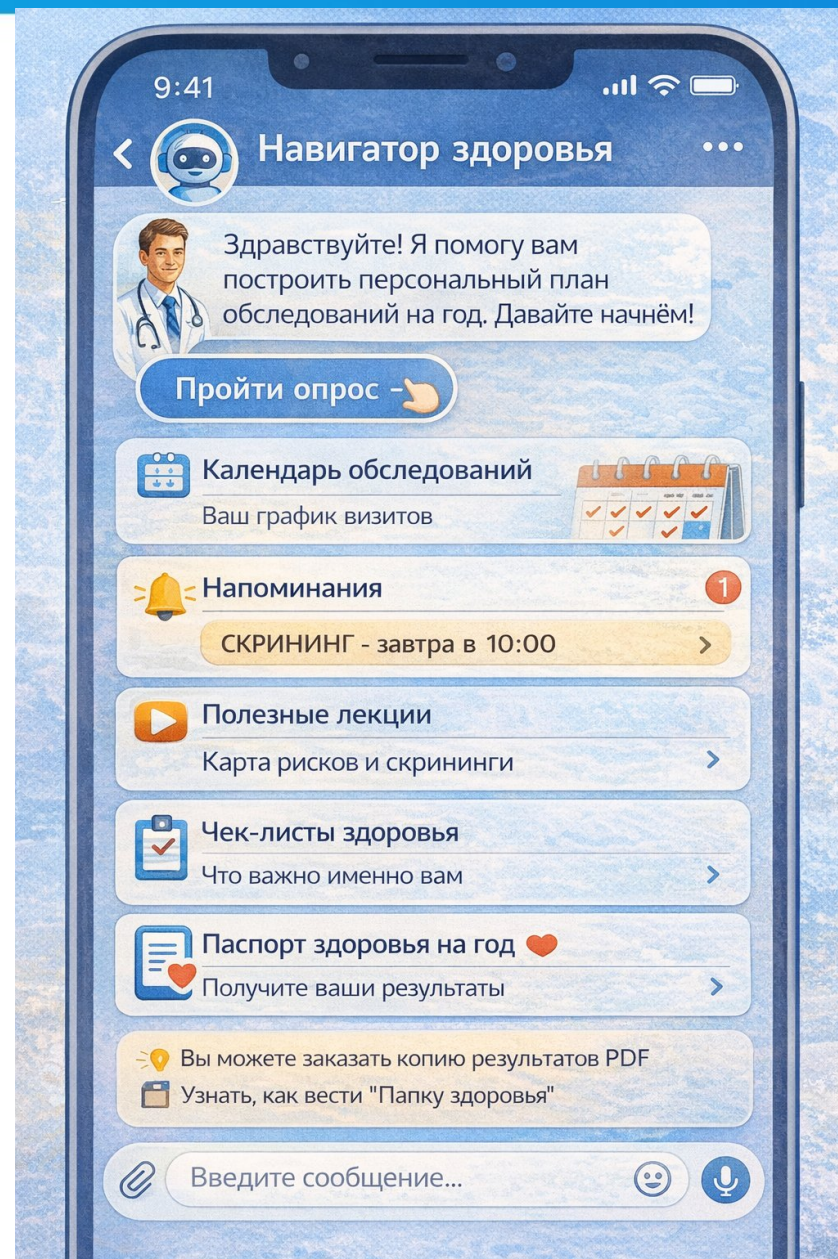 9:41
Навигатор здоровья
Здравствуйте! Я помогу вам
построить персональный план
обследований на год. Давайте начнём!
Пройти опрос
Календарь обследований
Ваш график визитов
Напоминания
1
СКРИНИНГ - завтра в 10:00
Полезные лекции
Карта рисков и скрининги
Чек-листы здоровья
Что важно именно вам
Паспорт здоровья на год
Получите ваши результаты
Вы можете заказать копию результатов PDF
Узнать, как вести "Папку здоровья"
Введите сообщение...